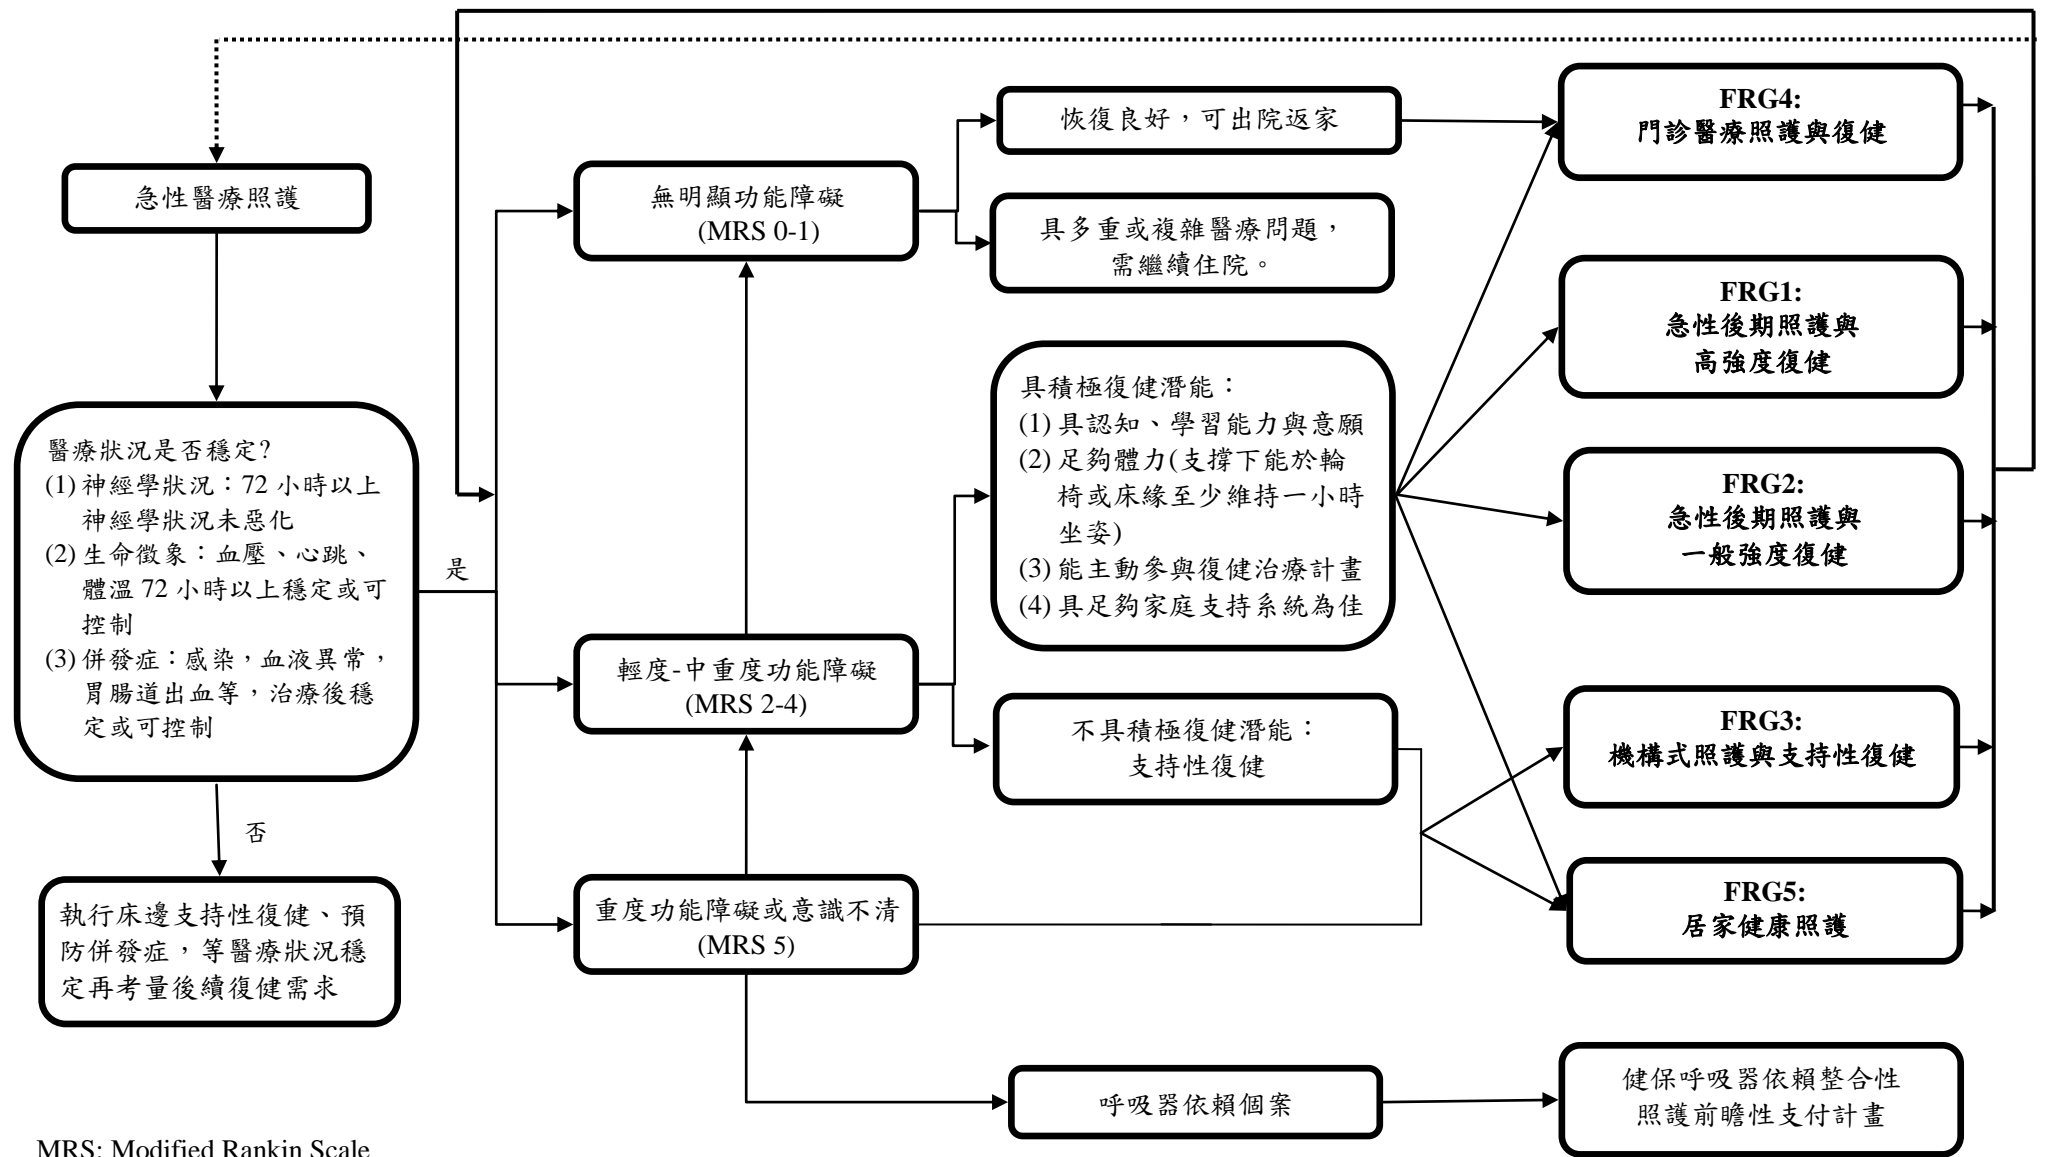 急性醫療照護
醫療狀況是否穩定?
(1) 神經學狀況：72 小時以上
神經學狀況未惡化
(2) 生命徵象：血壓、心跳、
體溫 72 小時以上穩定或可
控制
(3) 併發症：感染，血液異常，
胃腸道出血等，治療後穩
定或可控制
是
否
執行床邊支持性復健、預
防併發症，等醫療狀況穩
定再考量後續復健需求
無明顯功能障礙
(MRS 0-1)
輕度-中重度功能障礙
(MRS 2-4)
重度功能障礙或意識不清
(MRS 5)
恢復良好，可出院返家
具多重或複雜醫療問題，
需繼續住院。
具積極復健潛能：
(1) 具認知、學習能力與意願
(2) 足夠體力(支撐下能於輪
椅或床緣至少維持一小時
坐姿)
(3) 能主動參與復健治療計畫
(4) 具足夠家庭支持系統為佳
不具積極復健潛能：
支持性復健
呼吸器依賴個案
FRG4:
門診醫療照護與復健
FRG1:
急性後期照護與
高強度復健
FRG2:
急性後期照護與
一般強度復健
FRG3:
機構式照護與支持性復健
FRG5:
居家健康照護
健保呼吸器依賴整合性
照護前瞻性支付計畫
MRS: Modified Rankin Scale